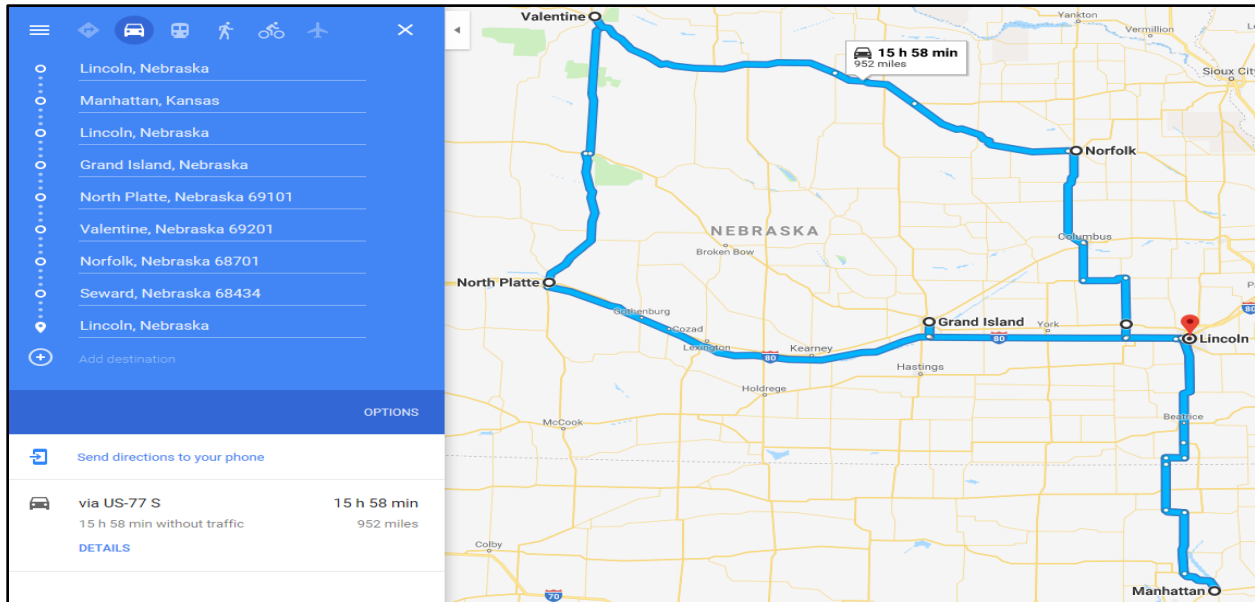 Lincoln, Nebraska
Manhattan, Kansas
Lincoln, Nebraska
Grand Island, Nebraska
North Platte, Nebraska 69101
Valentine, Nebraska 69201
Norfolk, Nebraska 68701
Seward, Nebraska 68434
Lincoln, Nebraska
Add destination
OPTIONS
Send directions to your phone
via US-77 S 15 h 58 min
15 h 58 min without traffic 952 miles
DETAILS
Valentine
Yankton
Vermillion
15 h 58 min
952 miles
Sioux City
Norfolk
NEBRASKA
Broken Bow
Columbus
North Platte
Gothenburg
Cozad
Lexington
Kearney
80
Grand Island
York
80
80
Lincoln
Hastings
Holdrege
McCook
Beatrice
Colby
70
Manhattan